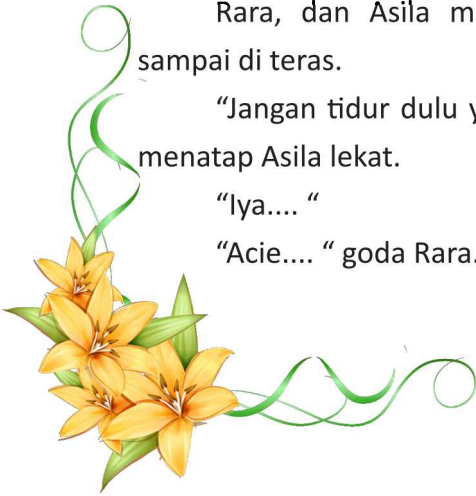 Rara, dan Asila
sampai di teras.
“Jangan tidur dulu
menatap Asila lekat.
“Iya.... “
“Acie.... “ goda Rara.